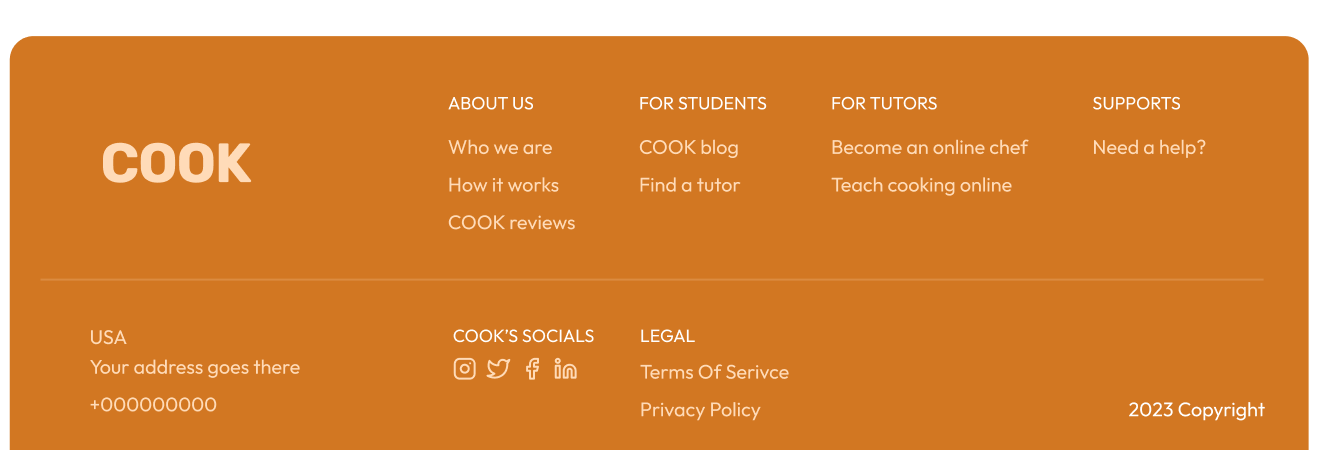 COOK
ABOUT US
Who we are
How it works
COOK reviews
FOR STUDENTS
COOK blog
Find a tutor
FOR TUTORS
Become an online chef
Teach cooking online
SUPPORTS
Need a help?
USA
Your address goes there
+000000000
COOK’S SOCIALS
LEGAL
Terms Of Serivce
Privacy Policy
2023 Copyright